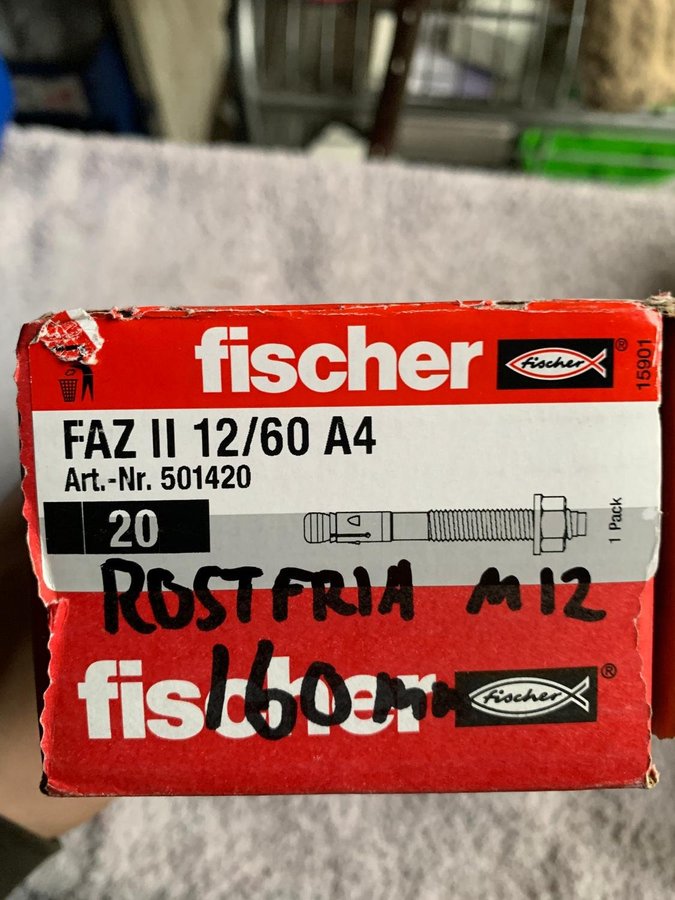 fischer fischer ®
15901
FAZ II 12/60 A4
Art.-Nr. 501420
20
1 Pack
ROSTFRIA M12
160 mm
fischer fischer ®